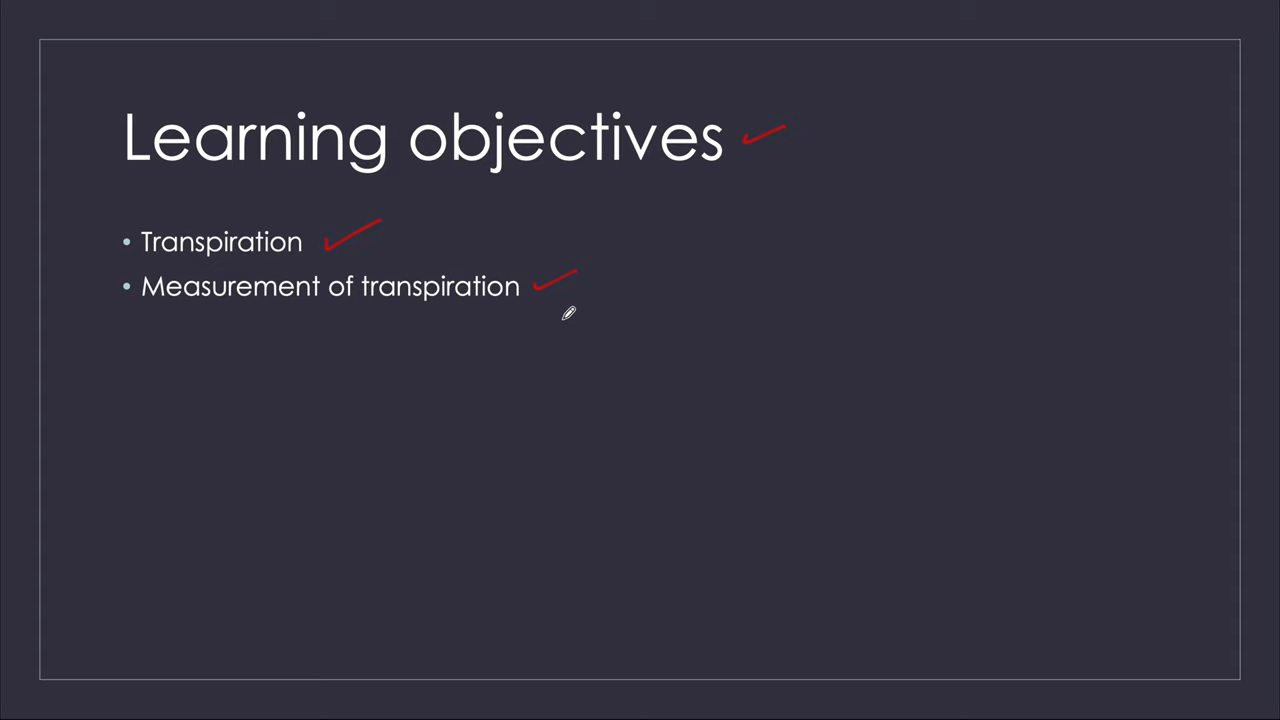 Learning objectives
• Transpiration
• Measurement of transpiration